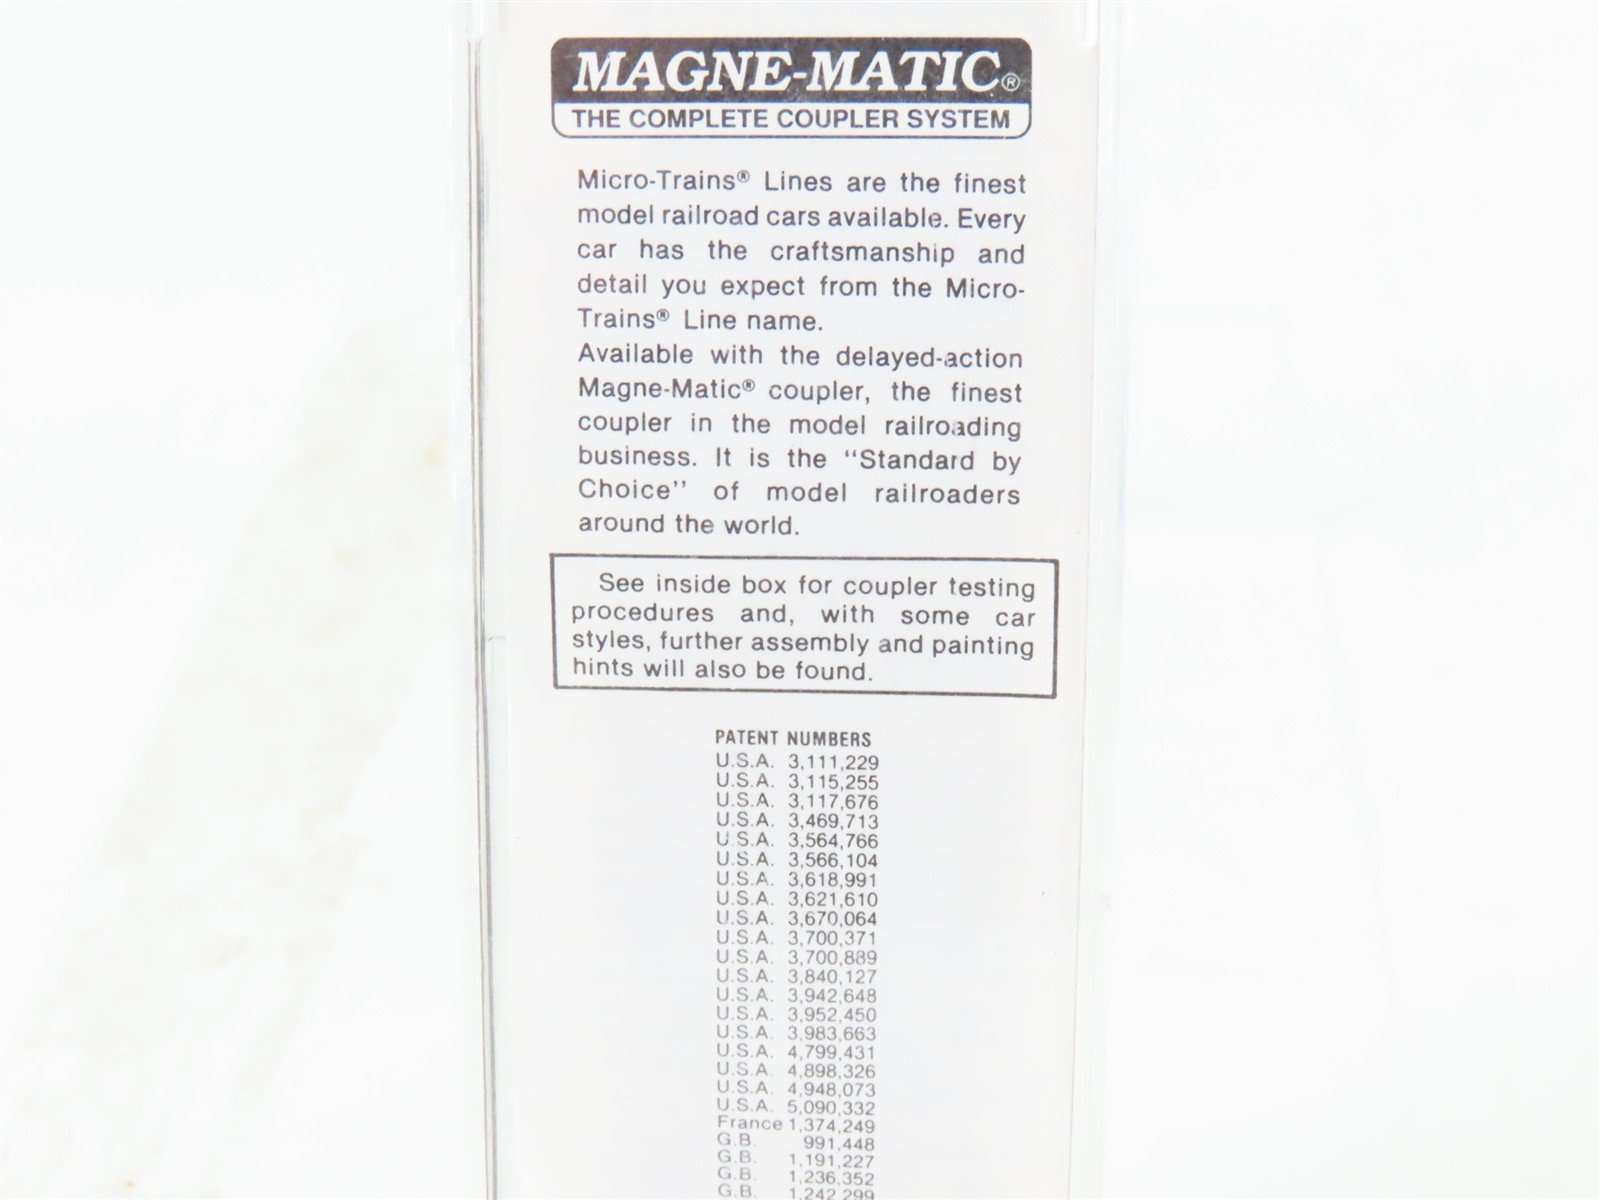 MAGNE-MATIC®
THE COMPLETE COUPLER SYSTEM
Micro-Trains® Lines are the finest
model railroad cars available. Every
car has the craftsmanship and
detail you expect from the Micro-
Trains® Line name.
Available with the delayed-action
Magne-Matic® coupler, the finest
coupler in the model railroading
business. It is the “Standard by
Choice” of model railroaders
around the world.
See inside box for coupler testing
procedures and, with some car
styles, further assembly and painting
hints will also be found.
PATENT NUMBERS
U.S.A. 3,111,229
U.S.A. 3,115,255
U.S.A. 3,117,676
U.S.A. 3,469,713
U.S.A. 3,564,766
U.S.A. 3,566,104
U.S.A. 3,618,991
U.S.A. 3,621,610
U.S.A. 3,670,064
U.S.A. 3,700,371
U.S.A. 3,700,889
U.S.A. 3,840,127
U.S.A. 3,942,648
U.S.A. 3,952,450
U.S.A. 3,983,663
U.S.A. 4,799,431
U.S.A. 4,898,326
U.S.A. 4,948,073
U.S.A. 5,090,332
France 1,374,249
G.B. 991,448
G.B. 1,191,227
G.B. 1,236,352
G.B. 1,242,299